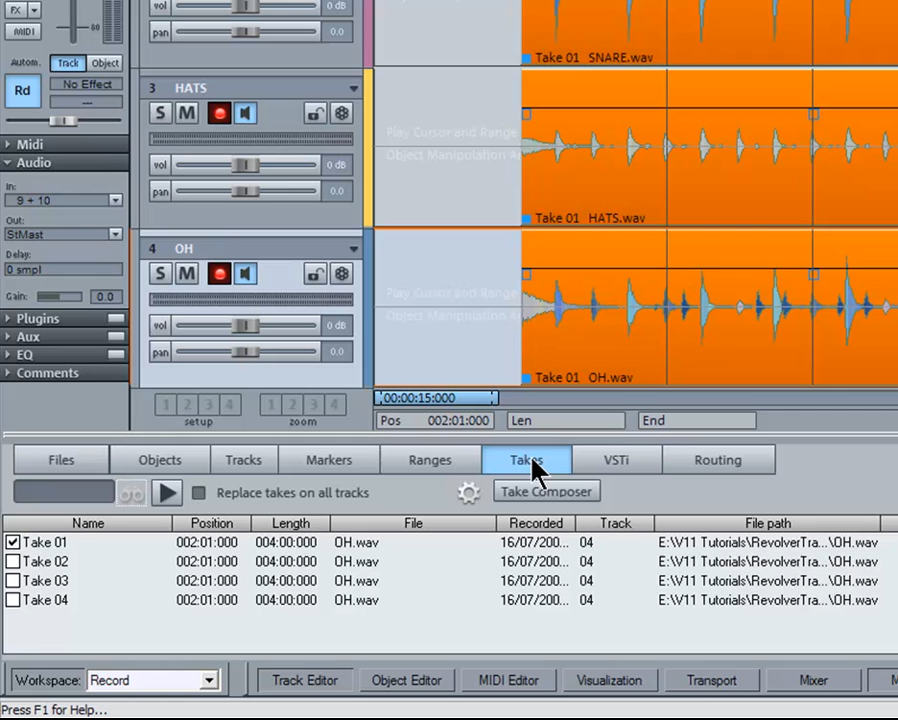 FX
MIDI
60
vol 0 dB
pan 0.0
Take 01 SNARE.wav
Autom. Track Object
Rd No Effect
---
3 HATS
S M
vol 0 dB
pan 0.0
Play Cursor and Range
Object Manipulation A
Take 01 HATS.wav
Midi
Audio
In:
9 + 10
Out:
StMast
Delay:
0 smpl
Gain: 0.0
Plugins
Aux
EQ
Comments
4 OH
S M
vol 0 dB
pan 0.0
Play Cursor and Range
Object Manipulation A
Take 01 OH.wav
1 2 3 4 1 2 3 4
setup zoom
00:00:15:000
Pos 002:01:000 Len End
Files Objects Tracks Markers Ranges Takes VSTi Routing
Replace takes on all tracks Take Composer
Name Position Length File Recorded Track File path
Take 01 002:01:000 004:00:000 OH.wav 16/07/200... 04 E:\V11 Tutorials\RevolverTra...\OH.wav
Take 02 002:01:000 004:00:000 OH.wav 16/07/200... 04 E:\V11 Tutorials\RevolverTra...\OH.wav
Take 03 002:01:000 004:00:000 OH.wav 16/07/200... 04 E:\V11 Tutorials\RevolverTra...\OH.wav
Take 04 002:01:000 004:00:000 OH.wav 16/07/200... 04 E:\V11 Tutorials\RevolverTra...\OH.wav
Workspace: Record Track Editor Object Editor MIDI Editor Visualization Transport Mixer M
Press F1 for Help...